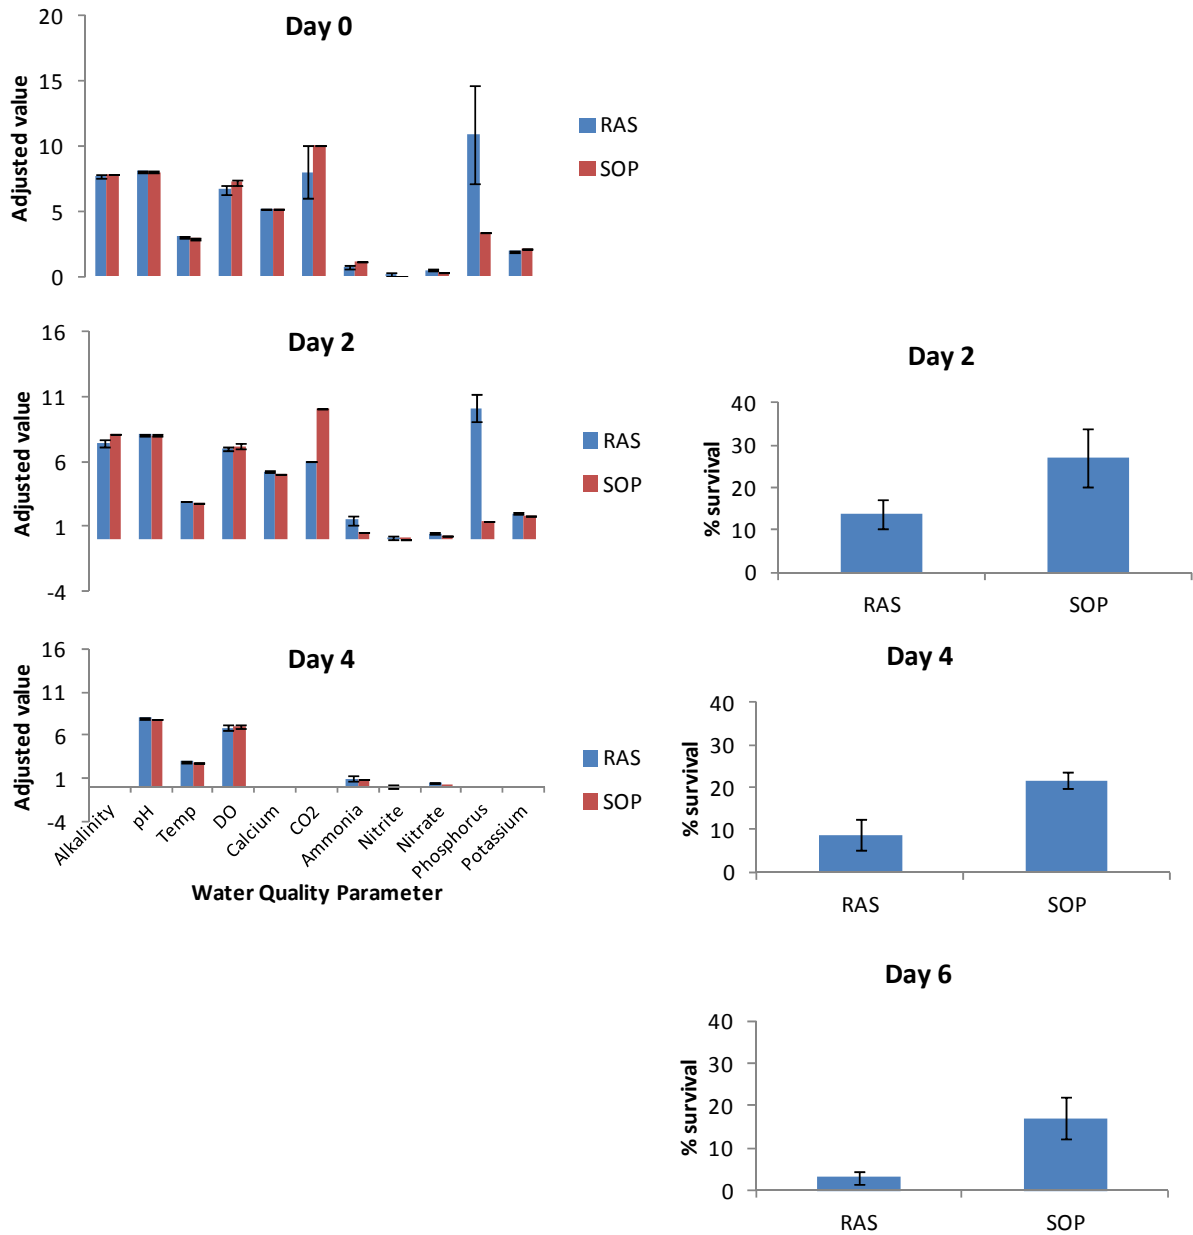 Day 0
20
15
10
5
0
Adjusted value
RAS
SOP
Day 2
16
11
6
1
-4
Adjusted value
RAS
SOP
Day 4
16
11
6
1
-4
Adjusted value
RAS
SOP
Alkalinity
pH
Temp
DO
Calcium
CO2
Ammonia
Nitrite
Nitrate
Phosphorus
Potassium
Water Quality Parameter
Day 2
40
30
20
10
0
% survival
RAS
SOP
Day 4
40
30
20
10
0
% survival
RAS
SOP
Day 6
40
30
20
10
0
% survival
RAS
SOP